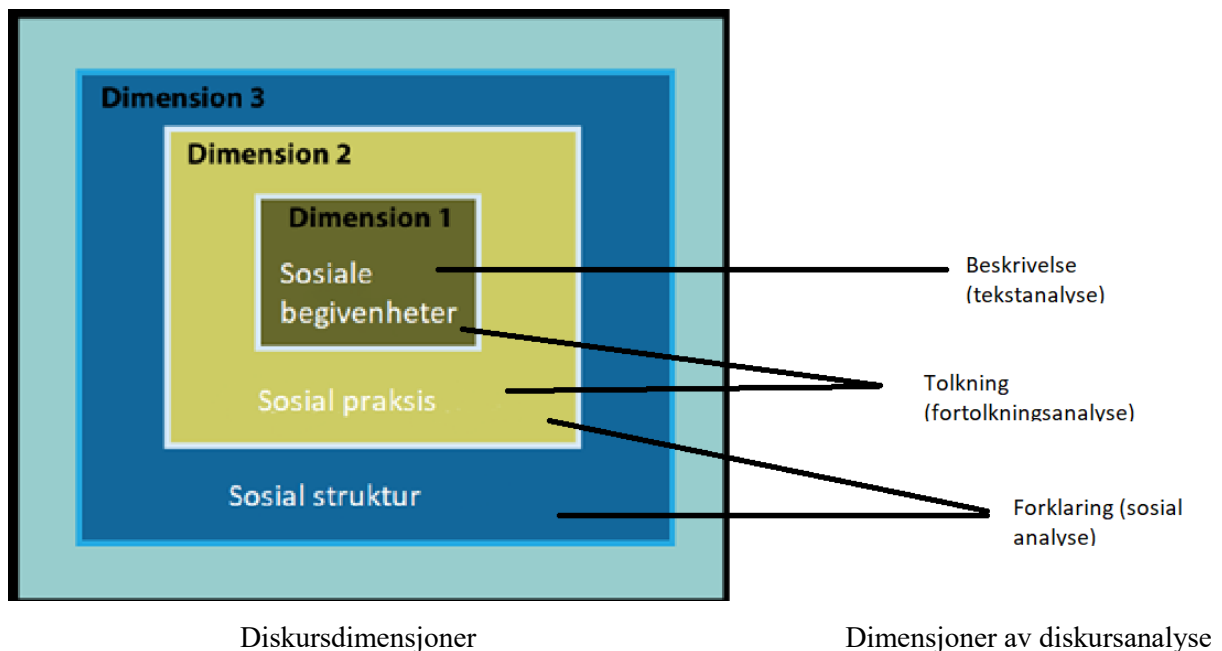 Dimension 3
Dimension 2
Dimension 1
Sosiale
begivenheter
Sosial praksis
Sosial struktur
Beskrivelse
(tekstanalyse)
Tolkning
(fortolkningsanalyse)
Forklaring (sosial
analyse)
Diskursdimensjoner
Dimensjoner av diskursanalyse